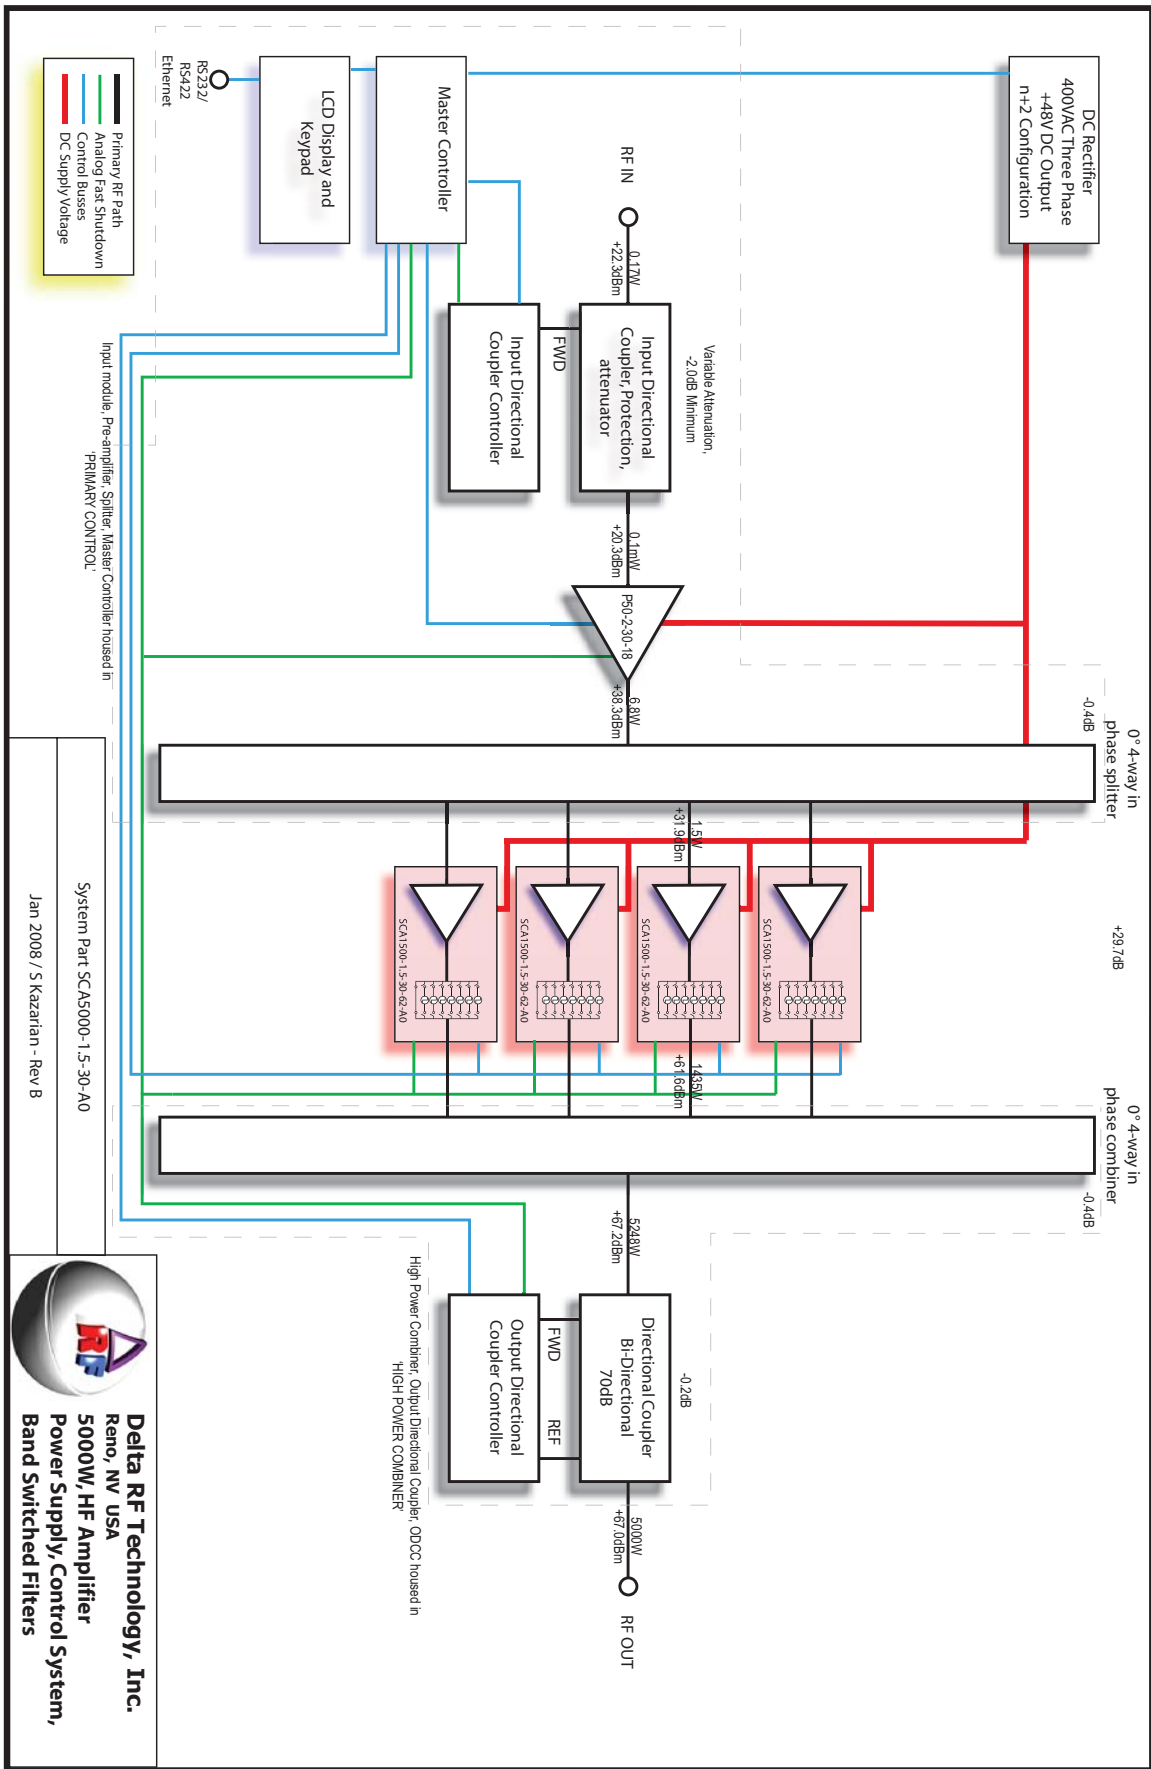 DC Rectifier
400VAC Three Phase
+48V DC Output
n+2 Configuration
0° 4-way in
phase splitter
-0.4dB
+29.7dB
0° 4-way in
phase combiner
-0.4dB
Variable Attenuation,
-2.0dB Minimum
RF IN
0.17W
+22.3dBm
Input Directional
Coupler, Protection,
attenuator
0.1mW
+20.3dBm
P50-2-30-18
6.8W
+38.3dBm
1.5W
+31.9dBm
SCA1500-1.5-30-62-A0
SCA1500-1.5-30-62-A0
SCA1500-1.5-30-62-A0
SCA1500-1.5-30-62-A0
1435W
+61.6dBm
5248W
+67.2dBm
-0.2dB
Directional Coupler
Bi-Directional
70dB
5000W
+67.0dBm
RF OUT
FWD
FWD
REF
Master Controller
Input Directional
Coupler Controller
Output Directional
Coupler Controller
LCD Display and
Keypad
RS232/
RS422
Ethernet
High Power Combiner, Output Directional Coupler, ODCC housed in
'HIGH POWER COMBINER'
Input module, Pre-amplifier, Splitter, Master Controller housed in
'PRIMARY CONTROL'
Primary RF Path
Analog Fast Shutdown
Control Busses
DC Supply Voltage
System Part SCA5000-1.5-30-A0
Jan 2008 / S Kazarian - Rev B
RF
Delta RF Technology, Inc.
Reno, NV USA
5000W, HF Amplifier
Power Supply, Control System,
Band Switched Filters